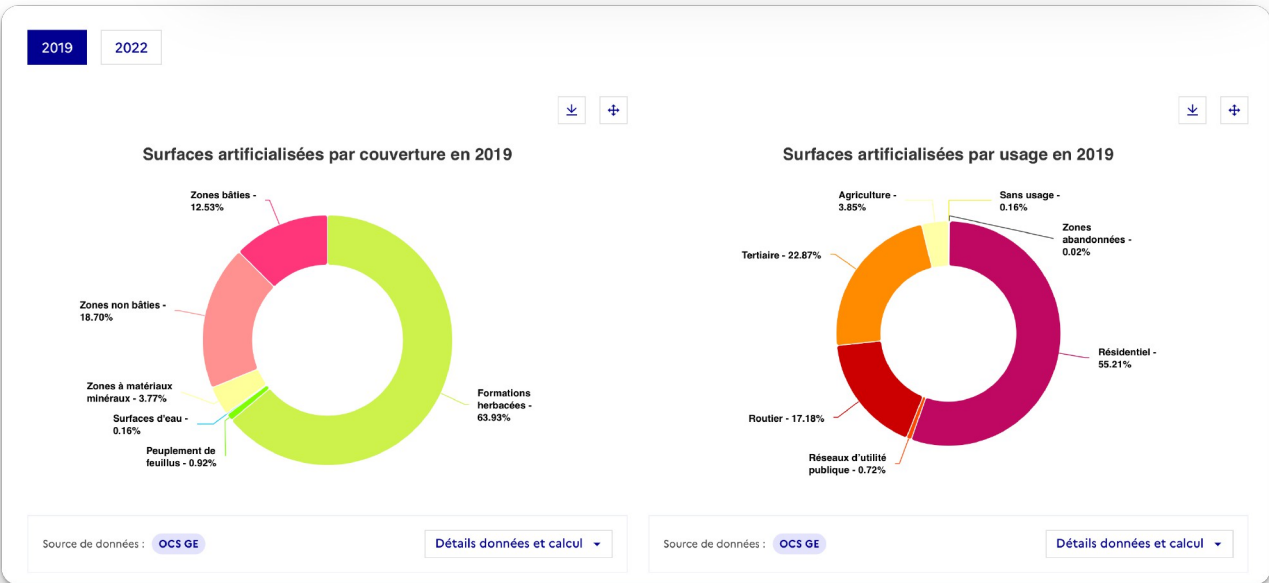 2019
2022
Surfaces artificialisées par couverture en 2019
Zones bâties -
12.53%
Zones non bâties -
18.70%
Zones à matériaux
minéraux - 3.77%
Surfaces d'eau -
0.16%
Peuplement de
feuillus - 0.92%
Formations
herbacées -
63.93%
Source de données :
OCS GE
Détails données et calcul
Surfaces artificialisées par usage en 2019
Agriculture -
3.85%
Sans usage -
0.16%
Zones
abandonnées -
0.02%
Tertiaire - 22.87%
Résidentiel -
55.21%
Routier - 17.18%
Réseaux d'utilité
publique - 0.72%
Source de données :
OCS GE
Détails données et calcul